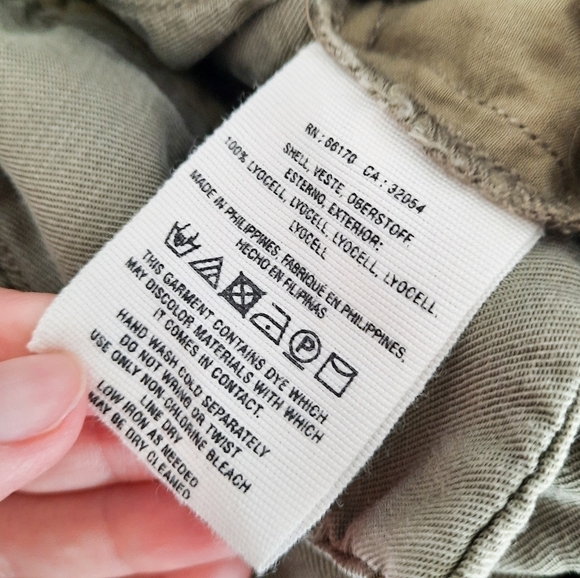 RN: 66170 CA: 32054
SHELL, VESTE, OBERSTOFF
ESTERNO, EXTERIOR:
100% LYOCELL, LYOCELL, LYOCELL, LYOCELL,
LYOCELL
MADE IN PHILIPPINES, FABRIQUÉ EN PHILIPPINES,
HECHO EN FILIPINAS
P
THIS GARMENT CONTAINS DYE WHICH
MAY DISCOLOR MATERIALS WITH WHICH
IT COMES IN CONTACT.
HAND WASH COLD SEPARATELY
DO NOT WRING OR TWIST
USE ONLY NON-CHLORINE BLEACH
LINE DRY
LOW IRON AS NEEDED
MAY BE DRY CLEANED